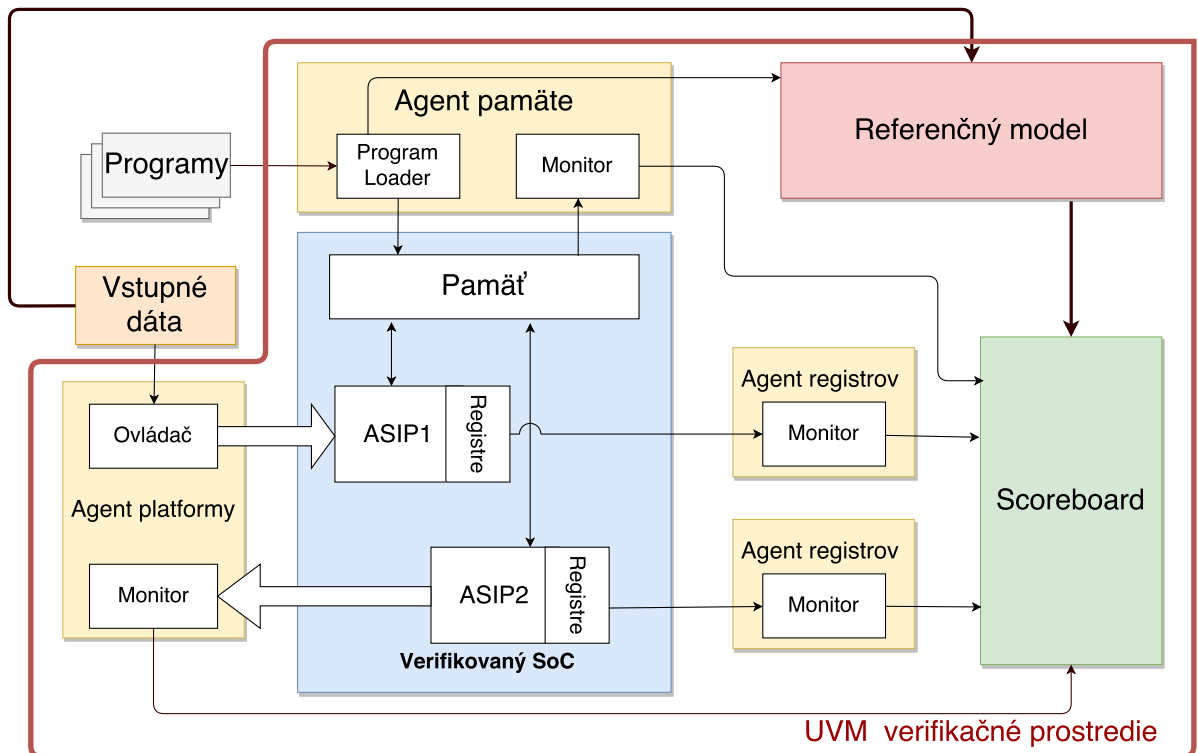 Agent pamäte
Referenčný model
Programy
Program
Loader
Monitor
Vstupné
dáta
Pamäť
Agent registrov
Ovládač
ASIP1
Registre
Monitor
Agent platformy
Scoreboard
Agent registrov
Monitor
ASIP2
Registre
Monitor
Verifikovaný SoC
UVM verifikačné prostredie